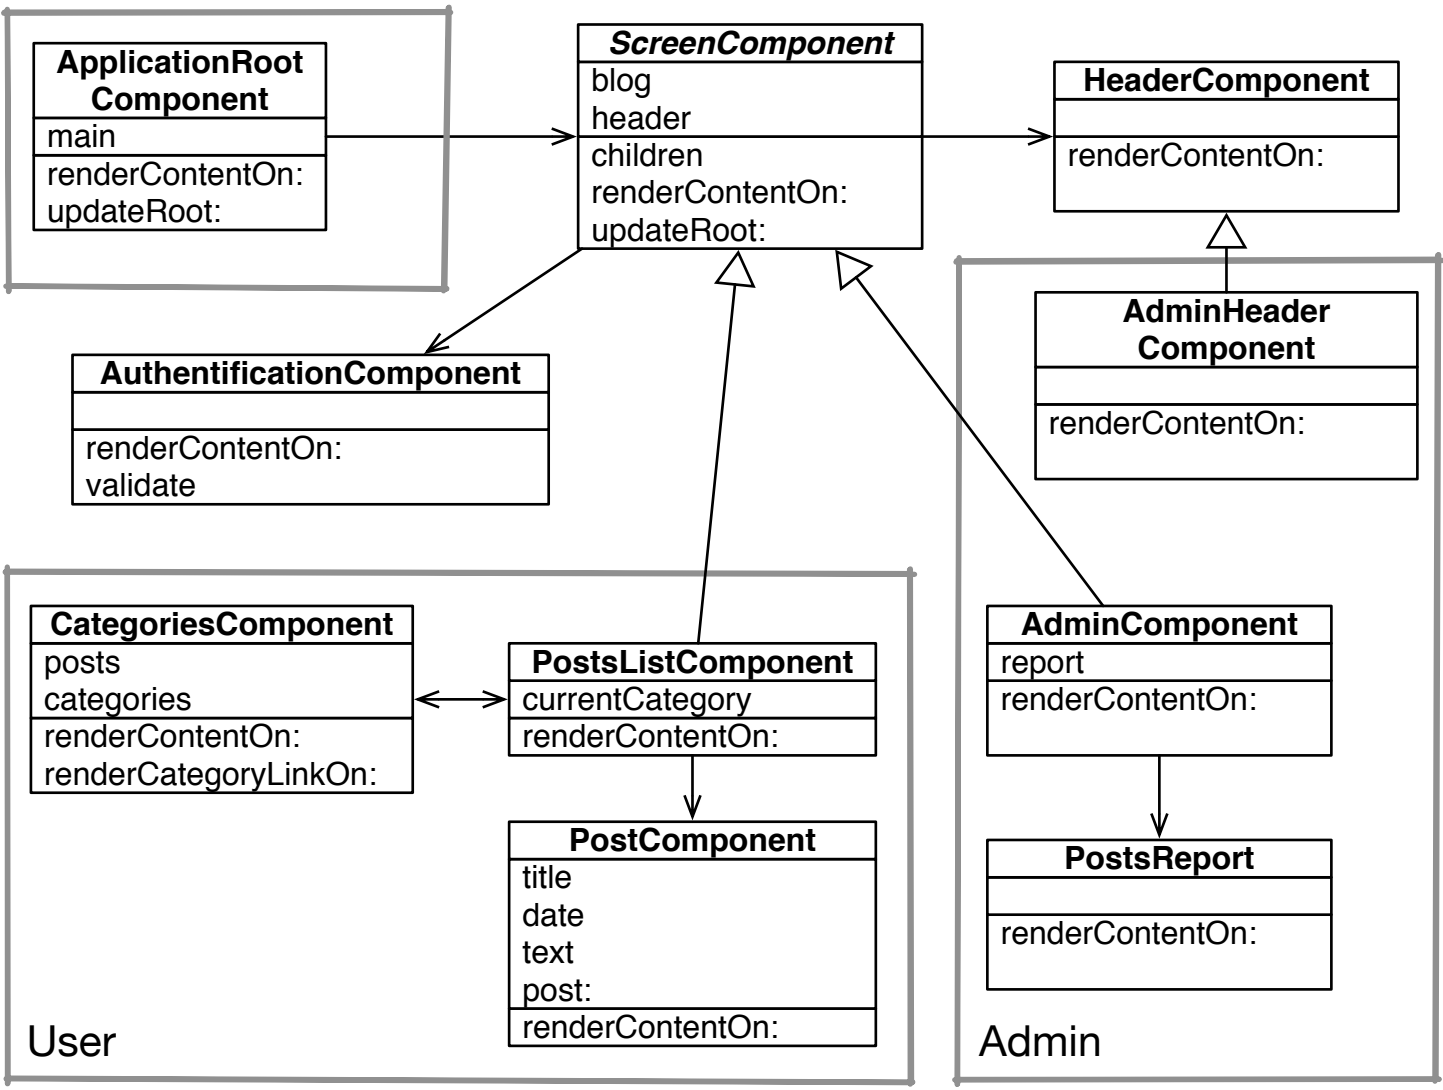 ApplicationRoot
Component
main
renderContentOn:
updateRoot:
ScreenComponent
blog
header
children
renderContentOn:
updateRoot:
HeaderComponent
renderContentOn:
AuthentificationComponent
renderContentOn:
validate
AdminHeader
Component
renderContentOn:
CategoriesComponent
posts
categories
renderContentOn:
renderCategoryLinkOn:
PostsListComponent
currentCategory
renderContentOn:
PostComponent
title
date
text
post:
renderContentOn:
User
AdminComponent
report
renderContentOn:
PostsReport
renderContentOn:
Admin